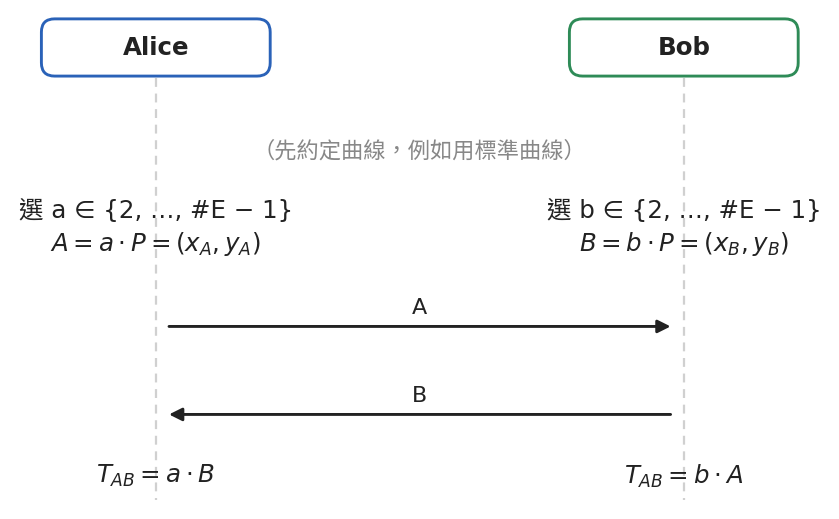 Alice
Bob
（先約定曲線，例如用標準曲線）
選 a ∈ {2, …, #E − 1}
A = a · P = (x_A, y_A)
選 b ∈ {2, …, #E − 1}
B = b · P = (x_B, y_B)
A
B
T_AB = a · B
T_AB = b · A